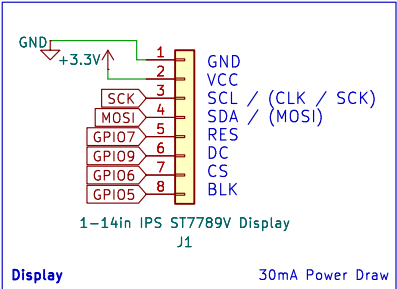 GND
+3.3V
1 GND
2 VCC
SCK 3 SCL / (CLK / SCK)
MOSI 4 SDA / (MOSI)
GPIO7 5 RES
GPIO9 6 DC
GPIO6 7 CS
GPIO5 8 BLK
1-14in IPS ST7789V Display
J1
Display 30mA Power Draw